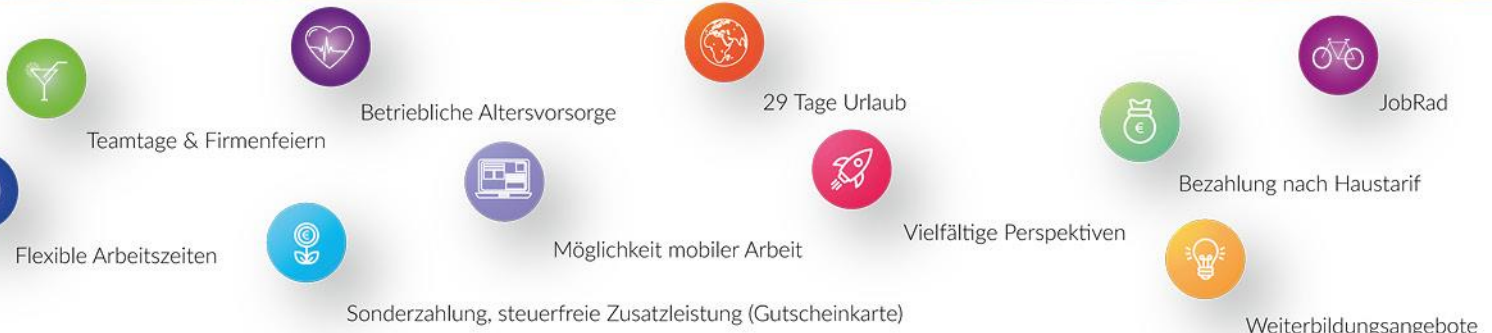 Betriebliche Altersvorsorge
29 Tage Urlaub
JobRad
Teamtage & Firmenfeiern
Bezahlung nach Haustarif
Flexible Arbeitszeiten
Möglichkeit mobiler Arbeit
Vielfältige Perspektiven
Sonderzahlung, steuerfreie Zusatzleistung (Gutscheinkarte)
Weiterbildungsangebote